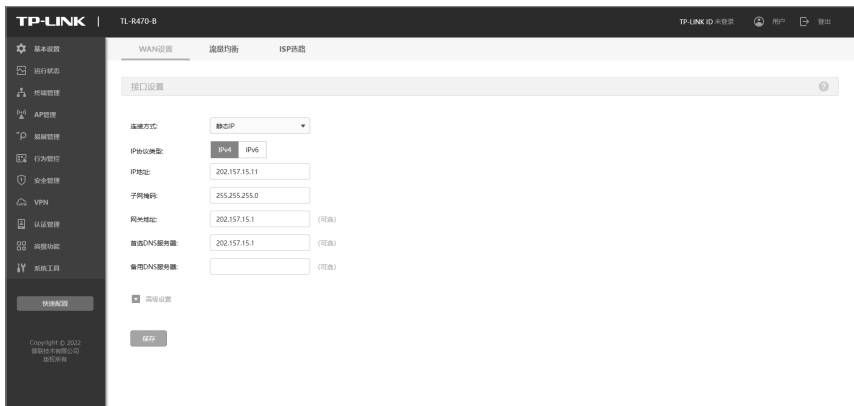 TP-LINK | TL-R470-B TP-LINK ID 未登录 用户 登出
基本设置
运行状态
终端管理
AP管理
易展管理
行为管控
安全管理
VPN
认证管理
高级功能
系统工具
快速配置
Copyright © 2022
普联技术有限公司
版权所有
WAN设置 流量均衡 ISP选路
接口设置
连接方式: 静态IP
IP协议类型: IPv4 IPv6
IP地址: 202.157.15.11
子网掩码: 255.255.255.0
网关地址: 202.157.15.1 (可选)
首选DNS服务器: 202.157.15.1 (可选)
备用DNS服务器: (可选)
高级设置
保存